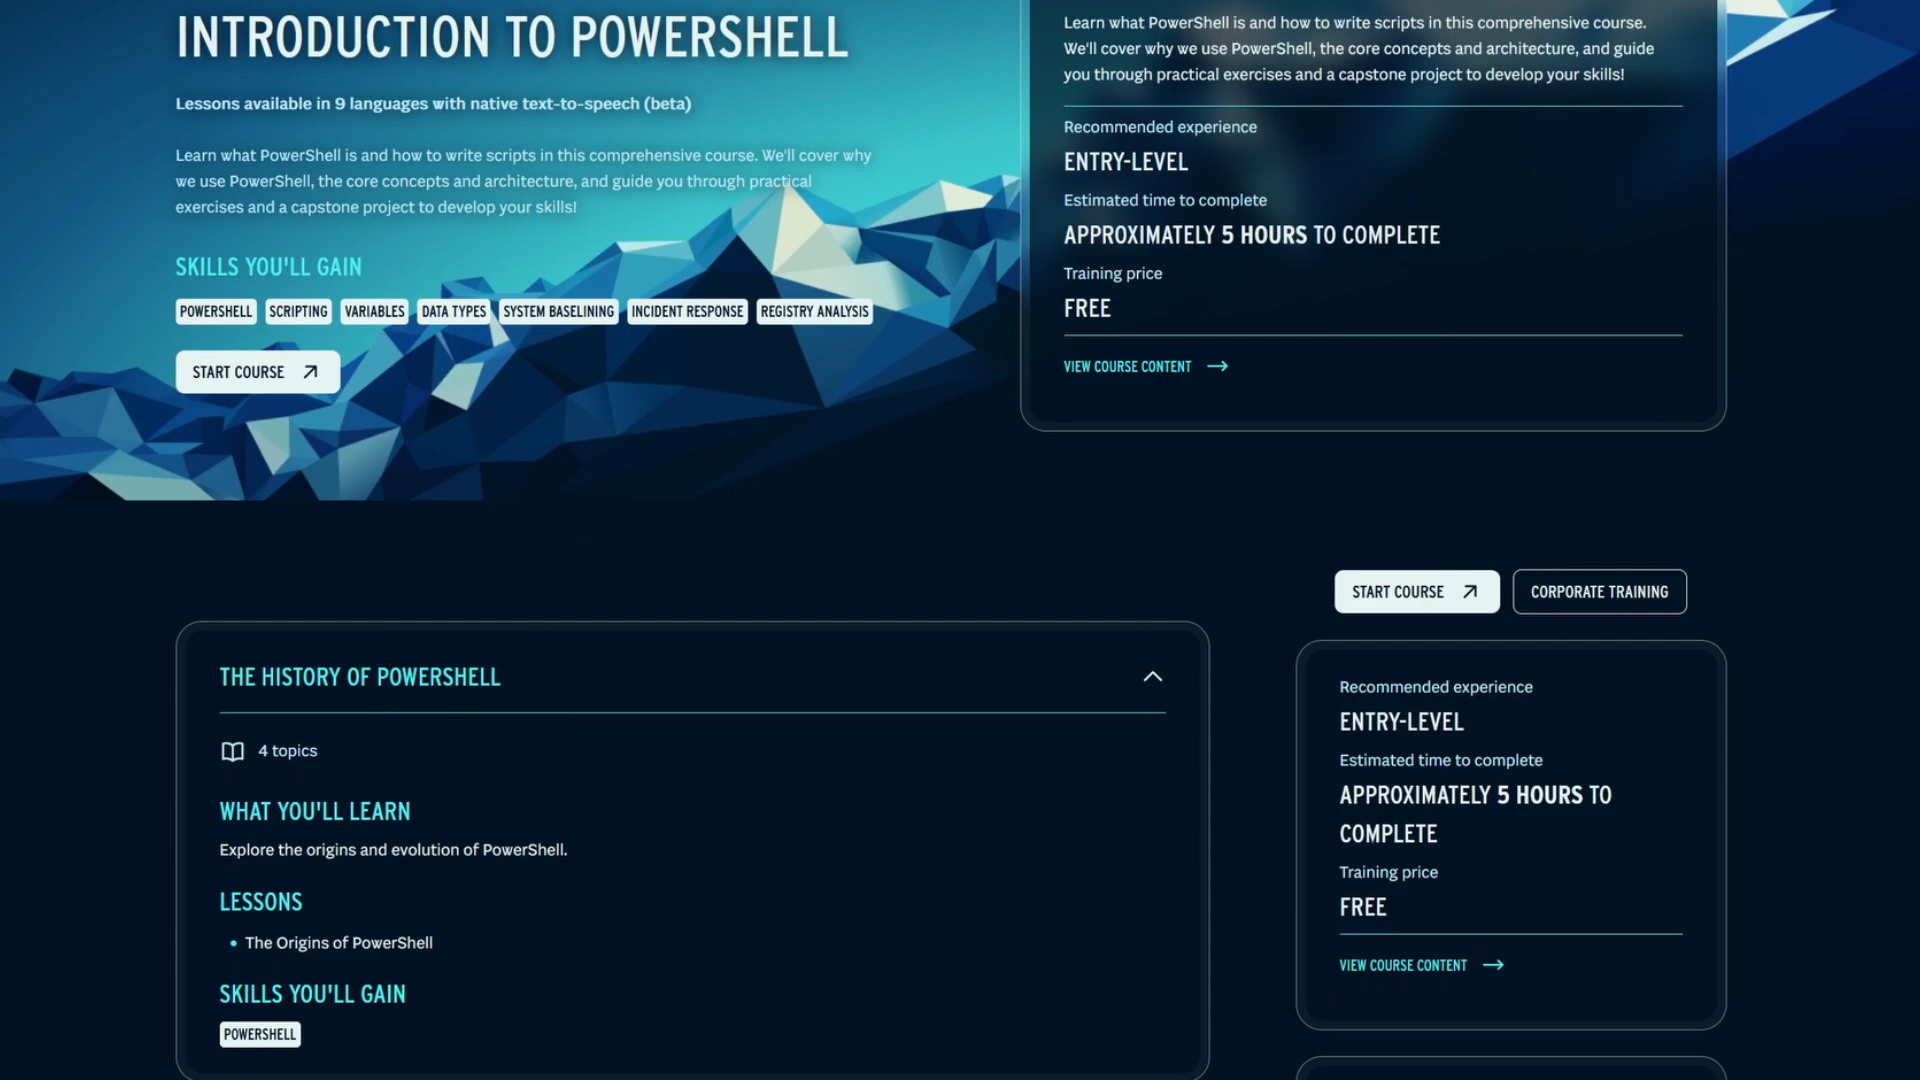 INTRODUCTION TO POWERSHELL
Lessons available in 9 languages with native text-to-speech (beta)
Learn what PowerShell is and how to write scripts in this comprehensive course. We'll cover why
we use PowerShell, the core concepts and architecture, and guide you through practical
exercises and a capstone project to develop your skills!
SKILLS YOU'LL GAIN
POWERSHELL SCRIPTING VARIABLES DATA TYPES SYSTEM BASELINING INCIDENT RESPONSE REGISTRY ANALYSIS
START COURSE
Learn what PowerShell is and how to write scripts in this comprehensive course.
We'll cover why we use PowerShell, the core concepts and architecture, and guide
you through practical exercises and a capstone project to develop your skills!
Recommended experience
ENTRY-LEVEL
Estimated time to complete
APPROXIMATELY 5 HOURS TO COMPLETE
Training price
FREE
VIEW COURSE CONTENT
THE HISTORY OF POWERSHELL
4 topics
WHAT YOU'LL LEARN
Explore the origins and evolution of PowerShell.
LESSONS
• The Origins of PowerShell
SKILLS YOU'LL GAIN
POWERSHELL
START COURSE CORPORATE TRAINING
Recommended experience
ENTRY-LEVEL
Estimated time to complete
APPROXIMATELY 5 HOURS TO
COMPLETE
Training price
FREE
VIEW COURSE CONTENT